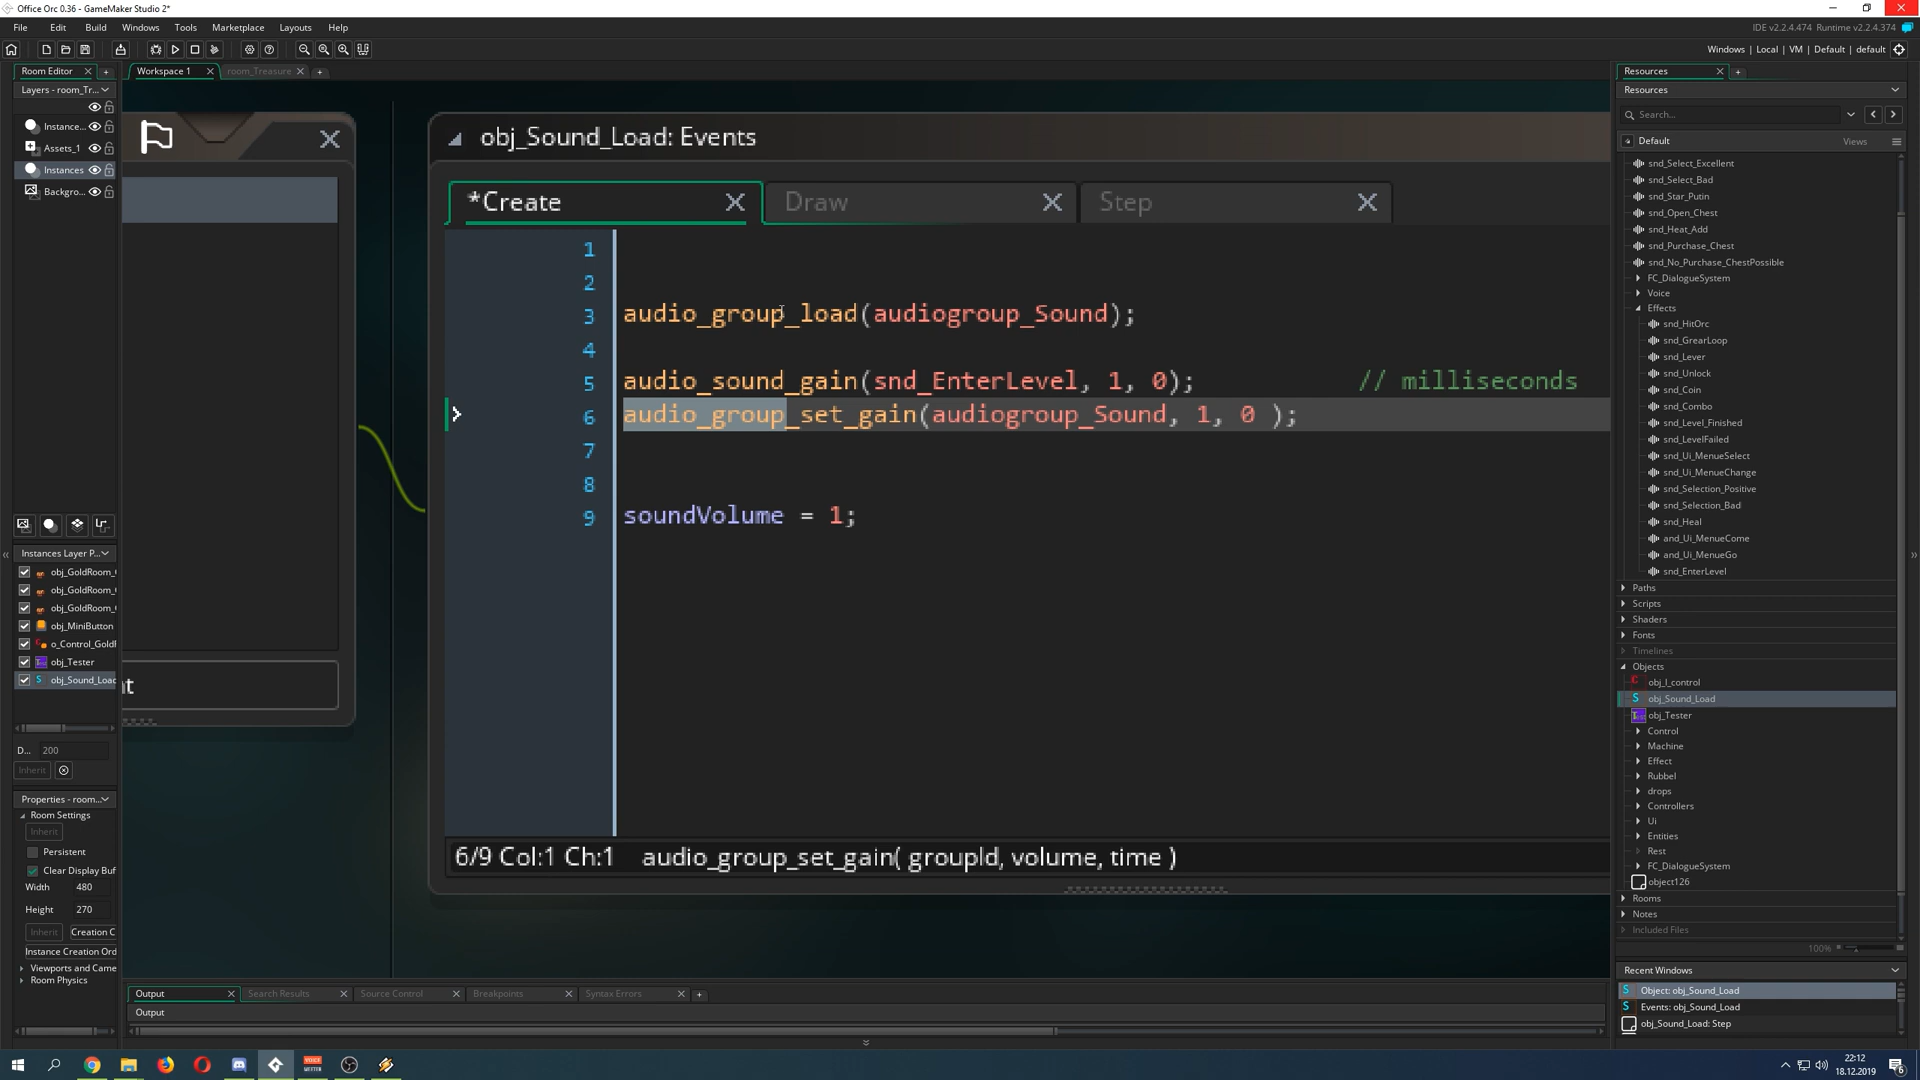 Office Orc 0.36 - GameMaker Studio 2*
File Edit Build Windows Tools Marketplace Layouts Help
IDE v2.2.4.474 Runtime v2.2.4.374
Windows | Local | VM | Default | default
Room Editor
Workspace 1
room_Treasure
Resources
Layers - room_Tr...
Instance...
Assets_1
Instances
Backgro...
obj_Sound_Load: Events
*Create
Draw
Step
1
2
3 audio_group_load(audiogroup_Sound);
4
5 audio_sound_gain(snd_EnterLevel, 1, 0); // milliseconds
6 audio_group_set_gain(audiogroup_Sound, 1, 0 );
7
8
9 soundVolume = 1;
6/9 Col:1 Ch:1 audio_group_set_gain( groupId, volume, time )
Instances Layer P...
obj_GoldRoom_
obj_GoldRoom_
obj_GoldRoom_
obj_MiniButton
o_Control_Gold
obj_Tester
obj_Sound_Load
nt
D... 200
Inherit
Properties - room...
Room Settings
Inherit
Persistent
Clear Display Buf
Width 480
Height 270
Inherit
Creation C
Instance Creation Ord
Viewports and Came
Room Physics
Output
Search Results
Source Control
Breakpoints
Syntax Errors
Output
Resources
Search...
Default
Views
snd_Select_Excellent
snd_Select_Bad
snd_Star_Putin
snd_Open_Chest
snd_Heat_Add
snd_Purchase_Chest
snd_No_Purchase_ChestPossible
FC_DialogueSystem
Voice
Effects
snd_HitOrc
snd_GrearLoop
snd_Lever
snd_Unlock
snd_Coin
snd_Combo
snd_Level_Finished
snd_LevelFailed
snd_Ui_MenueSelect
snd_Ui_MenueChange
snd_Selection_Positive
snd_Selection_Bad
snd_Heal
and_Ui_MenueCome
and_Ui_MenueGo
snd_EnterLevel
Paths
Scripts
Shaders
Fonts
Timelines
Objects
obj_I_control
obj_Sound_Load
obj_Tester
Control
Machine
Effect
Rubbel
drops
Controllers
Ui
Entities
Rest
FC_DialogueSystem
object126
Rooms
Notes
Included Files
100%
Recent Windows
Object: obj_Sound_Load
Events: obj_Sound_Load
obj_Sound_Load: Step
22:12
18.12.2019